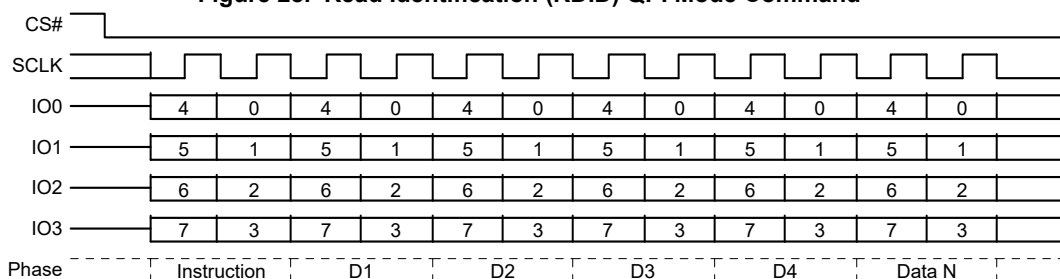 Figure Read Identification (RDID) QPI Mode Command
CS#
SCLK
IO0 4 0 4 0 4 0 4 0 4 0 4 0
IO1 5 1 5 1 5 1 5 1 5 1 5 1
IO2 6 2 6 2 6 2 6 2 6 2 6 2
IO3 7 3 7 3 7 3 7 3 7 3 7 3
Phase Instruction D1 D2 D3 D4 Data N